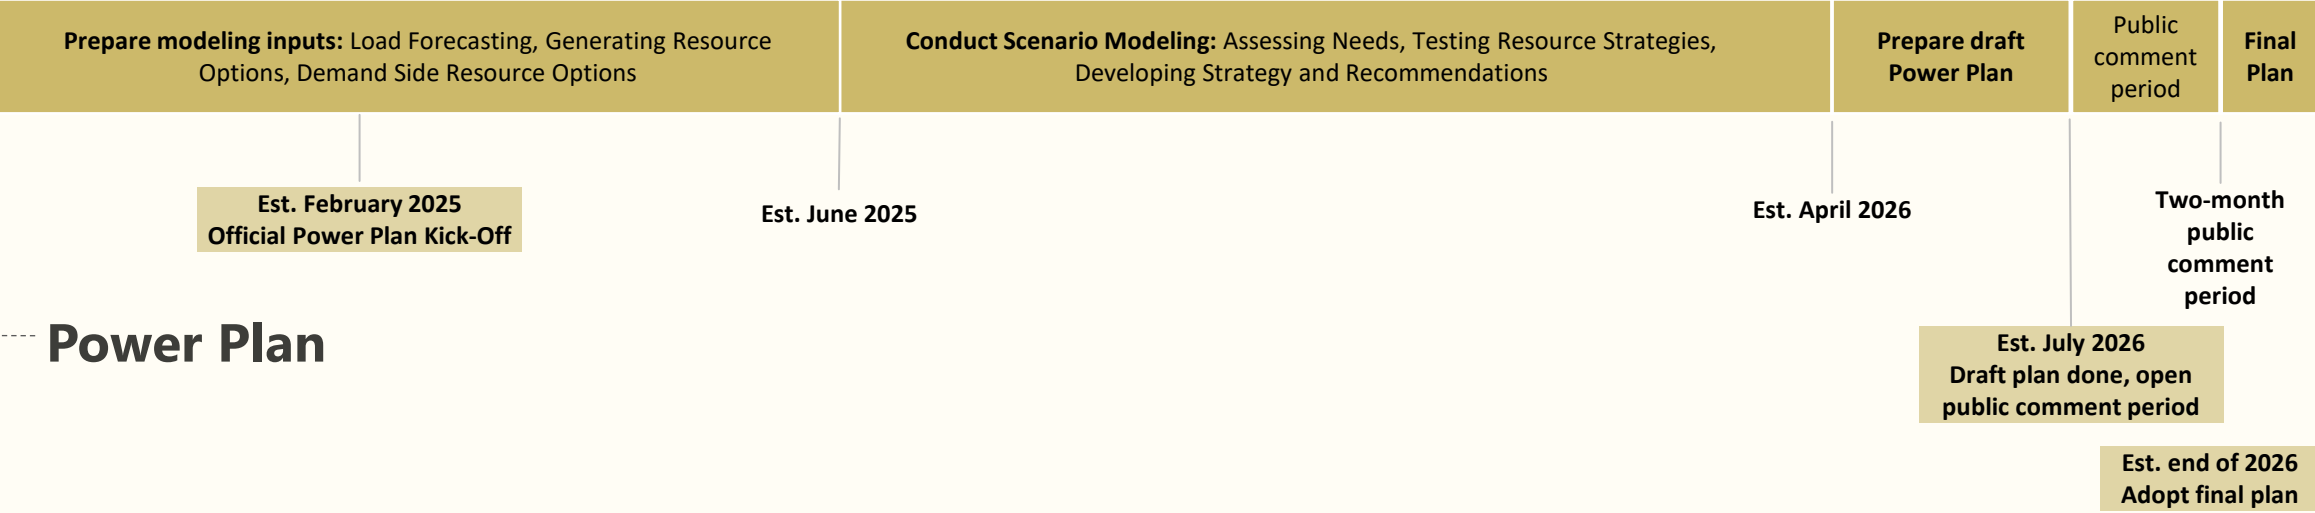 Prepare modeling inputs: Load Forecasting, Generating Resource
Options, Demand Side Resource Options
Conduct Scenario Modeling: Assessing Needs, Testing Resource Strategies,
Developing Strategy and Recommendations
Prepare draft
Power Plan
Public
comment
period
Final
Plan
Est. February 2025
Official Power Plan Kick-Off
Est. June 2025
Est. April 2026
Two-month
public
comment
period
Power Plan
Est. July 2026
Draft plan done, open
public comment period
Est. end of 2026
Adopt final plan